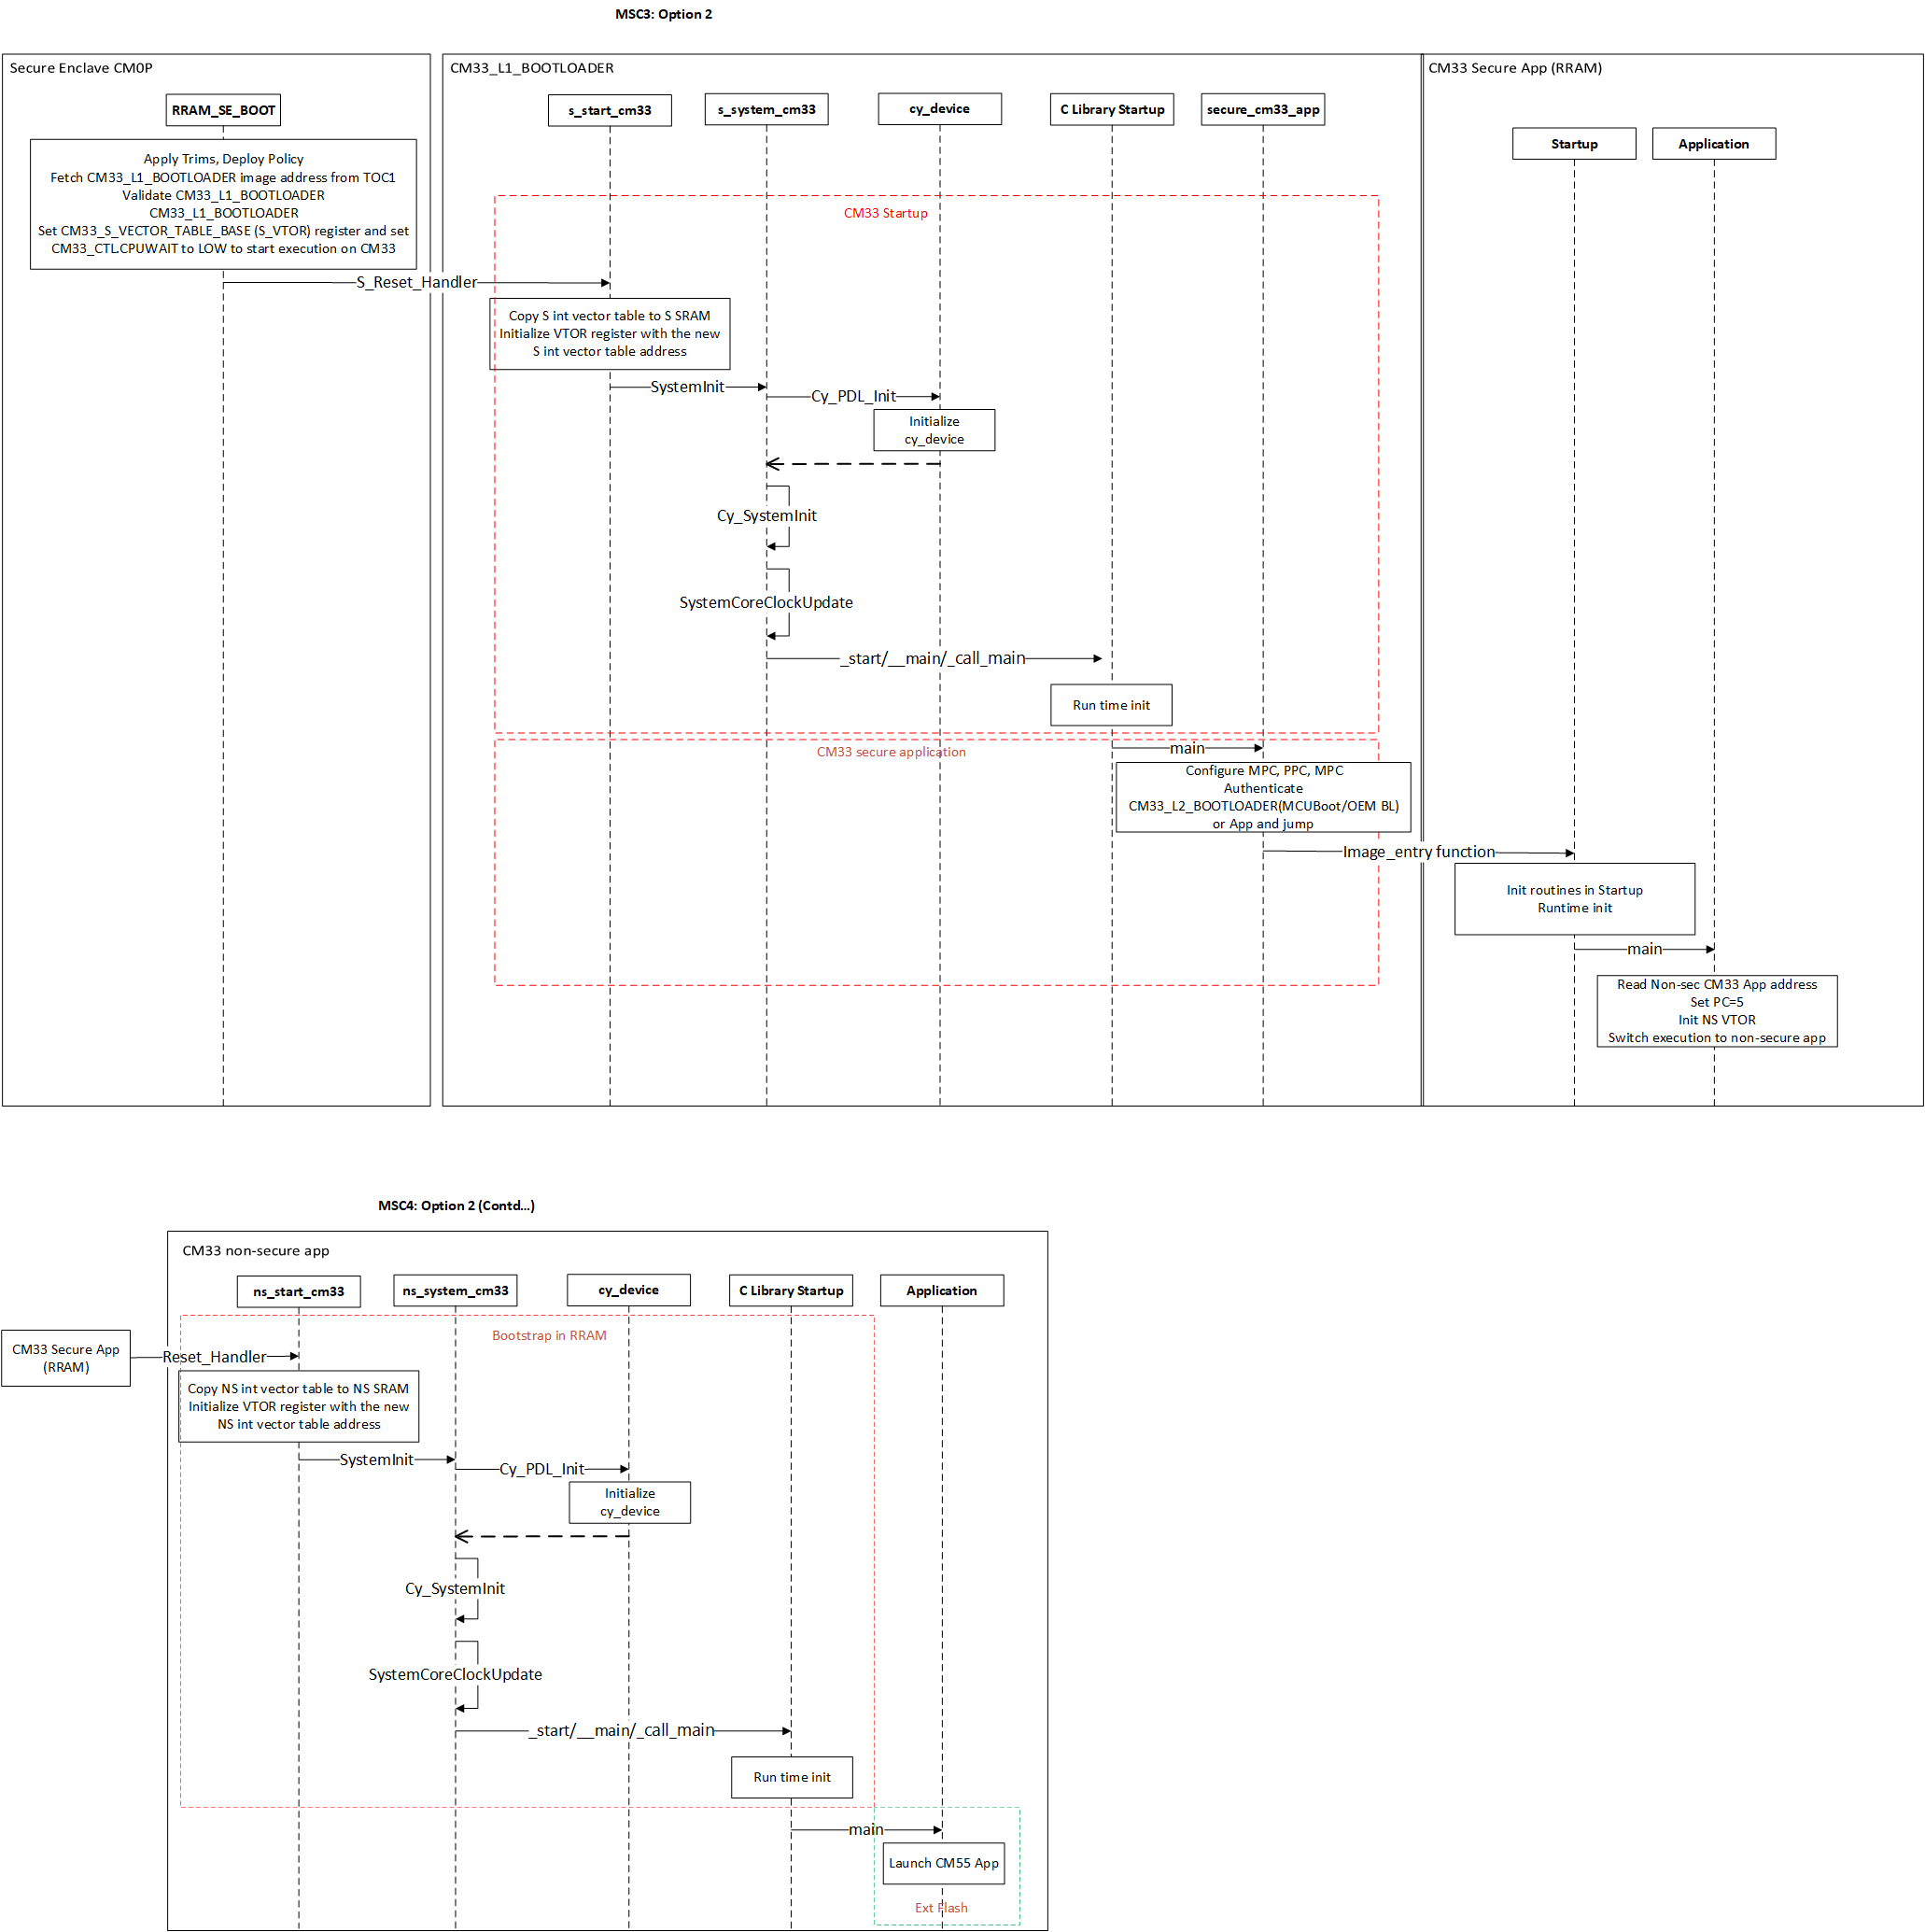 MSC3: Option 2
Secure Enclave CM0P
CM33_L1_BOOTLOADER
CM33 Secure App (RRAM)
RRAM_SE_BOOT
s_start_cm33
s_system_cm33
cy_device
C Library Startup
secure_cm33_app
Startup
Application
Apply Trims, Deploy Policy
Fetch CM33_L1_BOOTLOADER image address from TOC1
Validate CM33_L1_BOOTLOADER
CM33_L1_BOOTLOADER
Set CM33_S_VECTOR_TABLE_BASE (S_VTOR) register and set
CM33_CTL.CPUWAIT to LOW to start execution on CM33
CM33 Startup
S_Reset_Handler
Copy S int vector table to S SRAM
Initialize VTOR register with the new
S int vector table address
SystemInit
Cy_PDL_Init
Initialize
cy_device
Cy_SystemInit
SystemCoreClockUpdate
_start/__main/_call_main
Run time init
CM33 secure application
main
Configure MPC, PPC, MPC
Authenticate
CM33_L2_BOOTLOADER(MCUBoot/OEM BL)
or App and jump
Image_entry function
Init routines in Startup
Runtime init
main
Read Non-sec CM33 App address
Set PC=5
Init NS VTOR
Switch execution to non-secure app
MSC4: Option 2 (Contd...)
CM33 non-secure app
ns_start_cm33
ns_system_cm33
cy_device
C Library Startup
Application
Bootstrap in RRAM
CM33 Secure App
(RRAM)
Reset_Handler
Copy NS int vector table to NS SRAM
Initialize VTOR register with the new
NS int vector table address
SystemInit
Cy_PDL_Init
Initialize
cy_device
Cy_SystemInit
SystemCoreClockUpdate
_start/__main/_call_main
Run time init
main
Launch CM55 App
Ext Flash